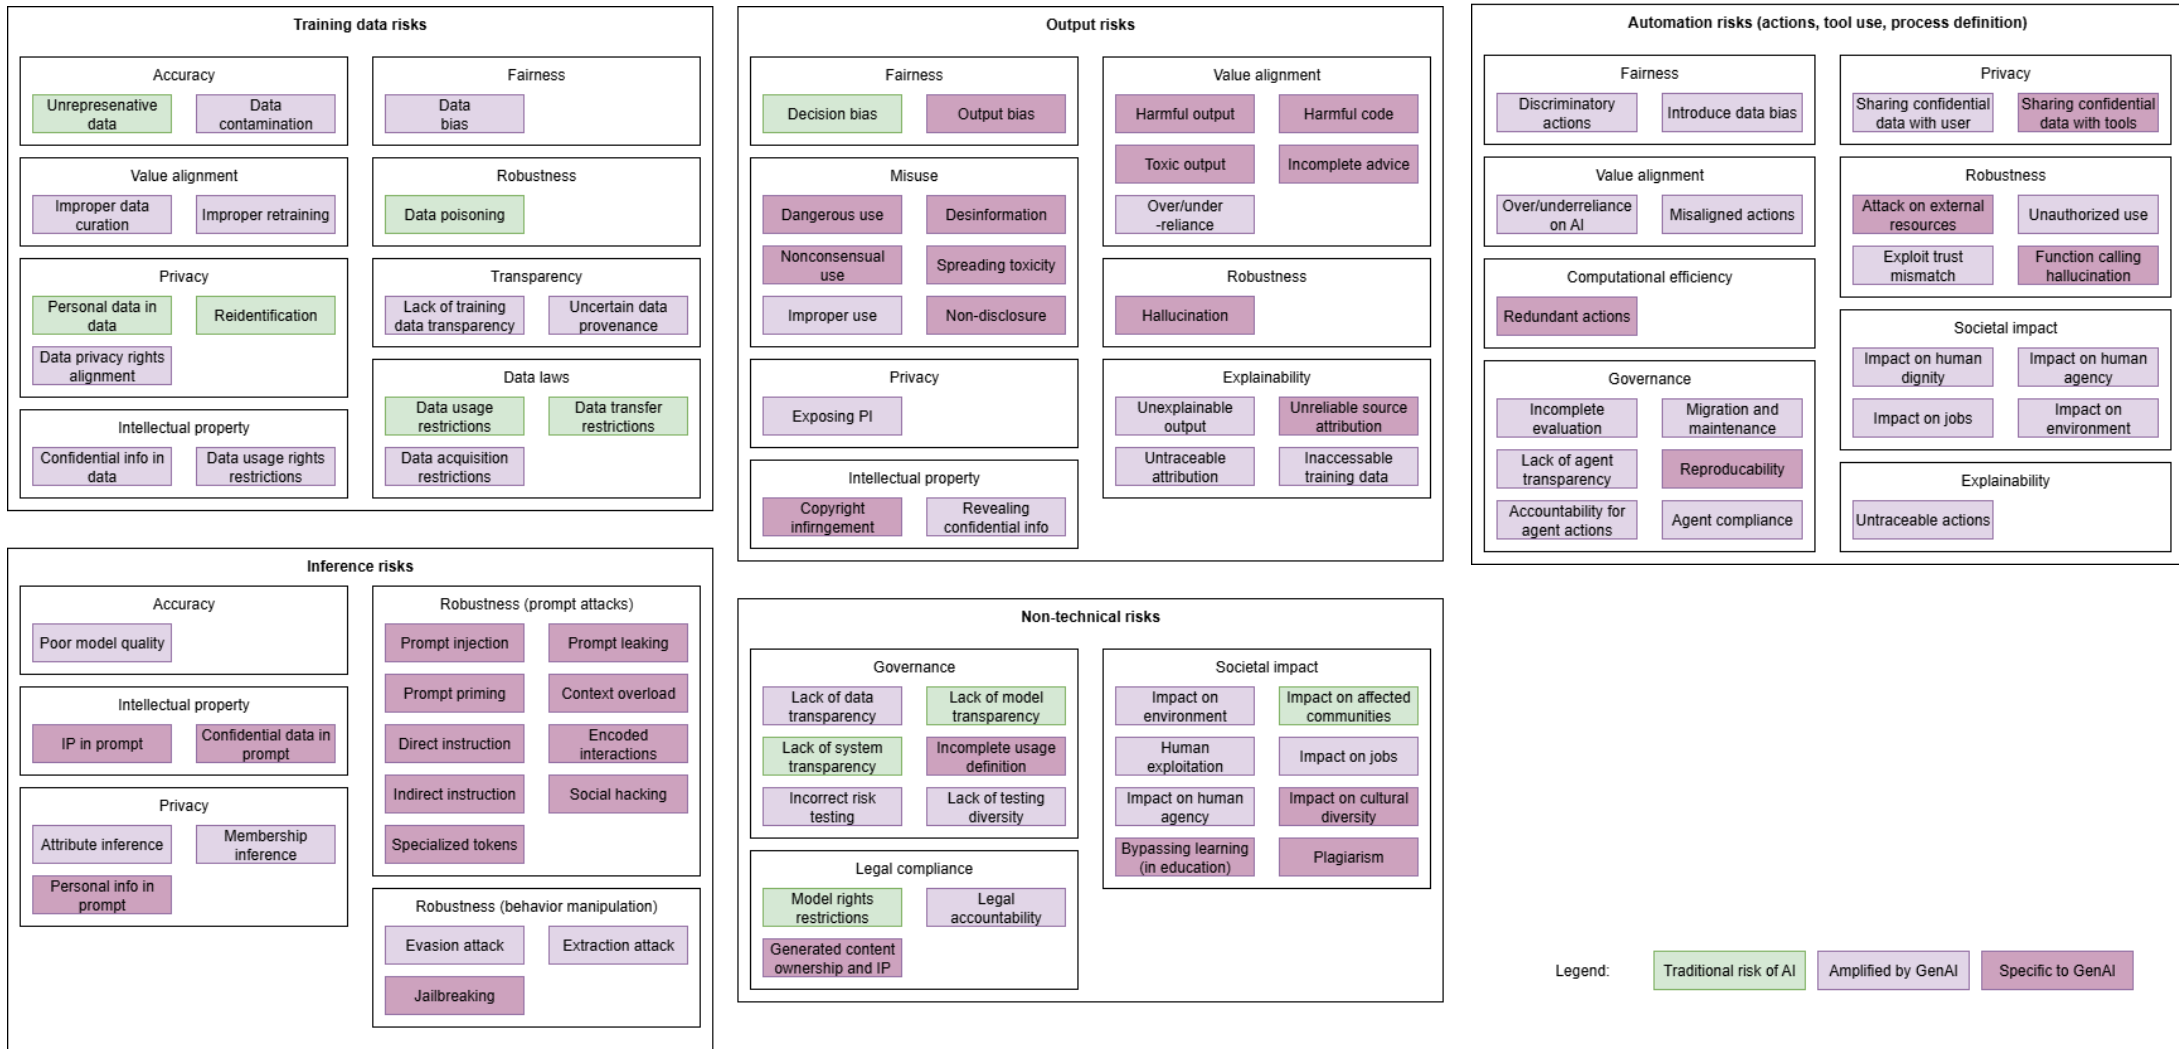 Training data risks
Accuracy
Unrepresenative
data
Data
contamination
Fairness
Data
bias
Value alignment
Improper data
curation
Improper retraining
Robustness
Data poisoning
Privacy
Personal data in
data
Reidentification
Data privacy rights
alignment
Transparency
Lack of training
data transparency
Uncertain data
provenance
Intellectual property
Confidential info in
data
Data usage rights
restrictions
Data laws
Data usage
restrictions
Data transfer
restrictions
Data acquisition
restrictions
Output risks
Fairness
Decision bias
Output bias
Misuse
Dangerous use
Desinformation
Nonconsensual
use
Spreading toxicity
Improper use
Non-disclosure
Privacy
Exposing PI
Intellectual property
Copyright
infirngement
Revealing
confidential info
Value alignment
Harmful output
Harmful code
Toxic output
Incomplete advice
Over/under
-reliance
Robustness
Hallucination
Explainability
Unexplainable
output
Unreliable source
attribution
Untraceable
attribution
Inaccessable
training data
Automation risks (actions, tool use, process definition)
Fairness
Discriminatory
actions
Introduce data bias
Value alignment
Over/underreliance
on AI
Misaligned actions
Computational efficiency
Redundant actions
Governance
Incomplete
evaluation
Migration and
maintenance
Lack of agent
transparency
Reproducability
Accountability for
agent actions
Agent compliance
Privacy
Sharing confidential
data with user
Sharing confidential
data with tools
Robustness
Attack on external
resources
Unauthorized use
Exploit trust
mismatch
Function calling
hallucination
Societal impact
Impact on human
dignity
Impact on human
agency
Impact on jobs
Impact on
environment
Explainability
Untraceable actions
Inference risks
Accuracy
Poor model quality
Intellectual property
IP in prompt
Confidential data in
prompt
Privacy
Attribute inference
Membership
inference
Personal info in
prompt
Robustness (prompt attacks)
Prompt injection
Prompt leaking
Prompt priming
Context overload
Direct instruction
Encoded
interactions
Indirect instruction
Social hacking
Specialized tokens
Robustness (behavior manipulation)
Evasion attack
Extraction attack
Jailbreaking
Non-technical risks
Governance
Lack of data
transparency
Lack of model
transparency
Lack of system
transparency
Incomplete usage
definition
Incorrect risk
testing
Lack of testing
diversity
Legal compliance
Model rights
restrictions
Legal
accountability
Generated content
ownership and IP
Societal impact
Impact on
environment
Impact on affected
communities
Human
exploitation
Impact on jobs
Impact on human
agency
Impact on cultural
diversity
Bypassing learning
(in education)
Plagiarism
Legend:
Traditional risk of AI
Amplified by GenAI
Specific to GenAI